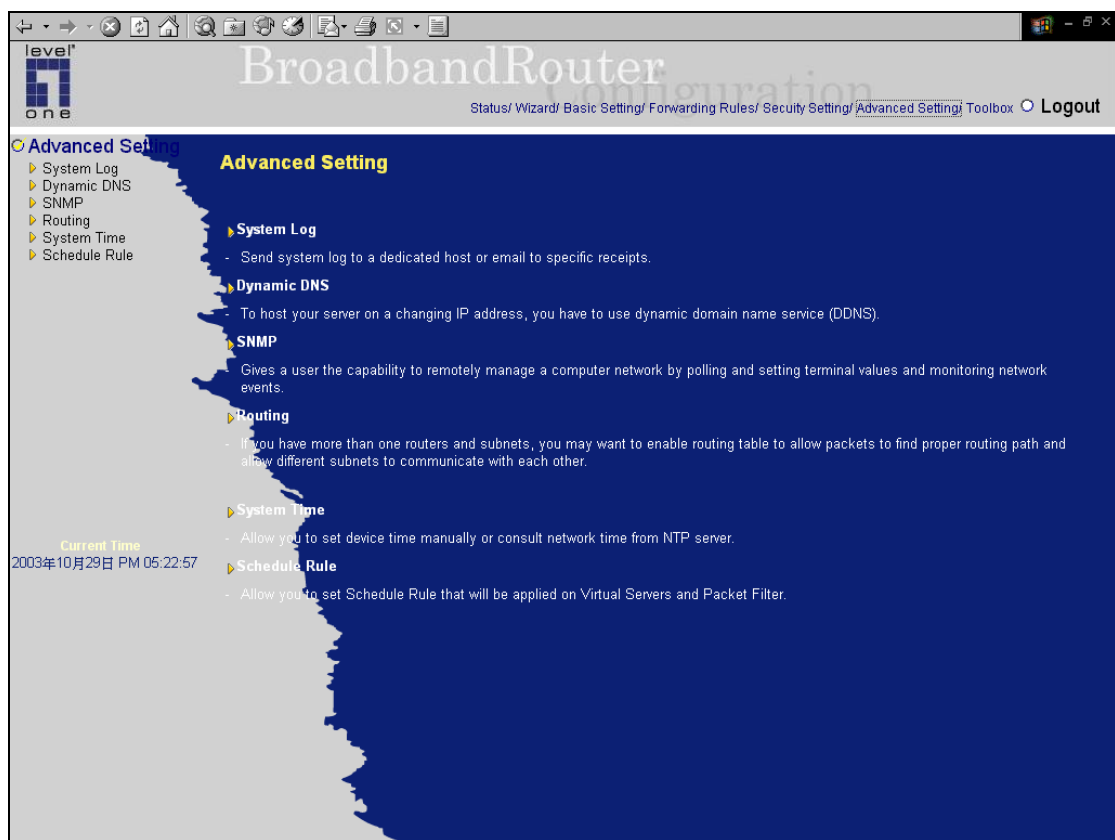 level
one
BroadbandRouter
Configuration
Status/ Wizard/ Basic Setting/ Forwarding Rules/ Secuity Setting/ Advanced Setting/ Toolbox Logout
Advanced Setting
System Log
Dynamic DNS
SNMP
Routing
System Time
Schedule Rule
Current Time
2003年10月29日 PM 05:22:57
Advanced Setting
System Log
- Send system log to a dedicated host or email to specific receipts.
Dynamic DNS
- To host your server on a changing IP address, you have to use dynamic domain name service (DDNS).
SNMP
- Gives a user the capability to remotely manage a computer network by polling and setting terminal values and monitoring network
events.
Routing
- If you have more than one routers and subnets, you may want to enable routing table to allow packets to find proper routing path and
allow different subnets to communicate with each other.
System Time
- Allow you to set device time manually or consult network time from NTP server.
Schedule Rule
- Allow you to set Schedule Rule that will be applied on Virtual Servers and Packet Filter.